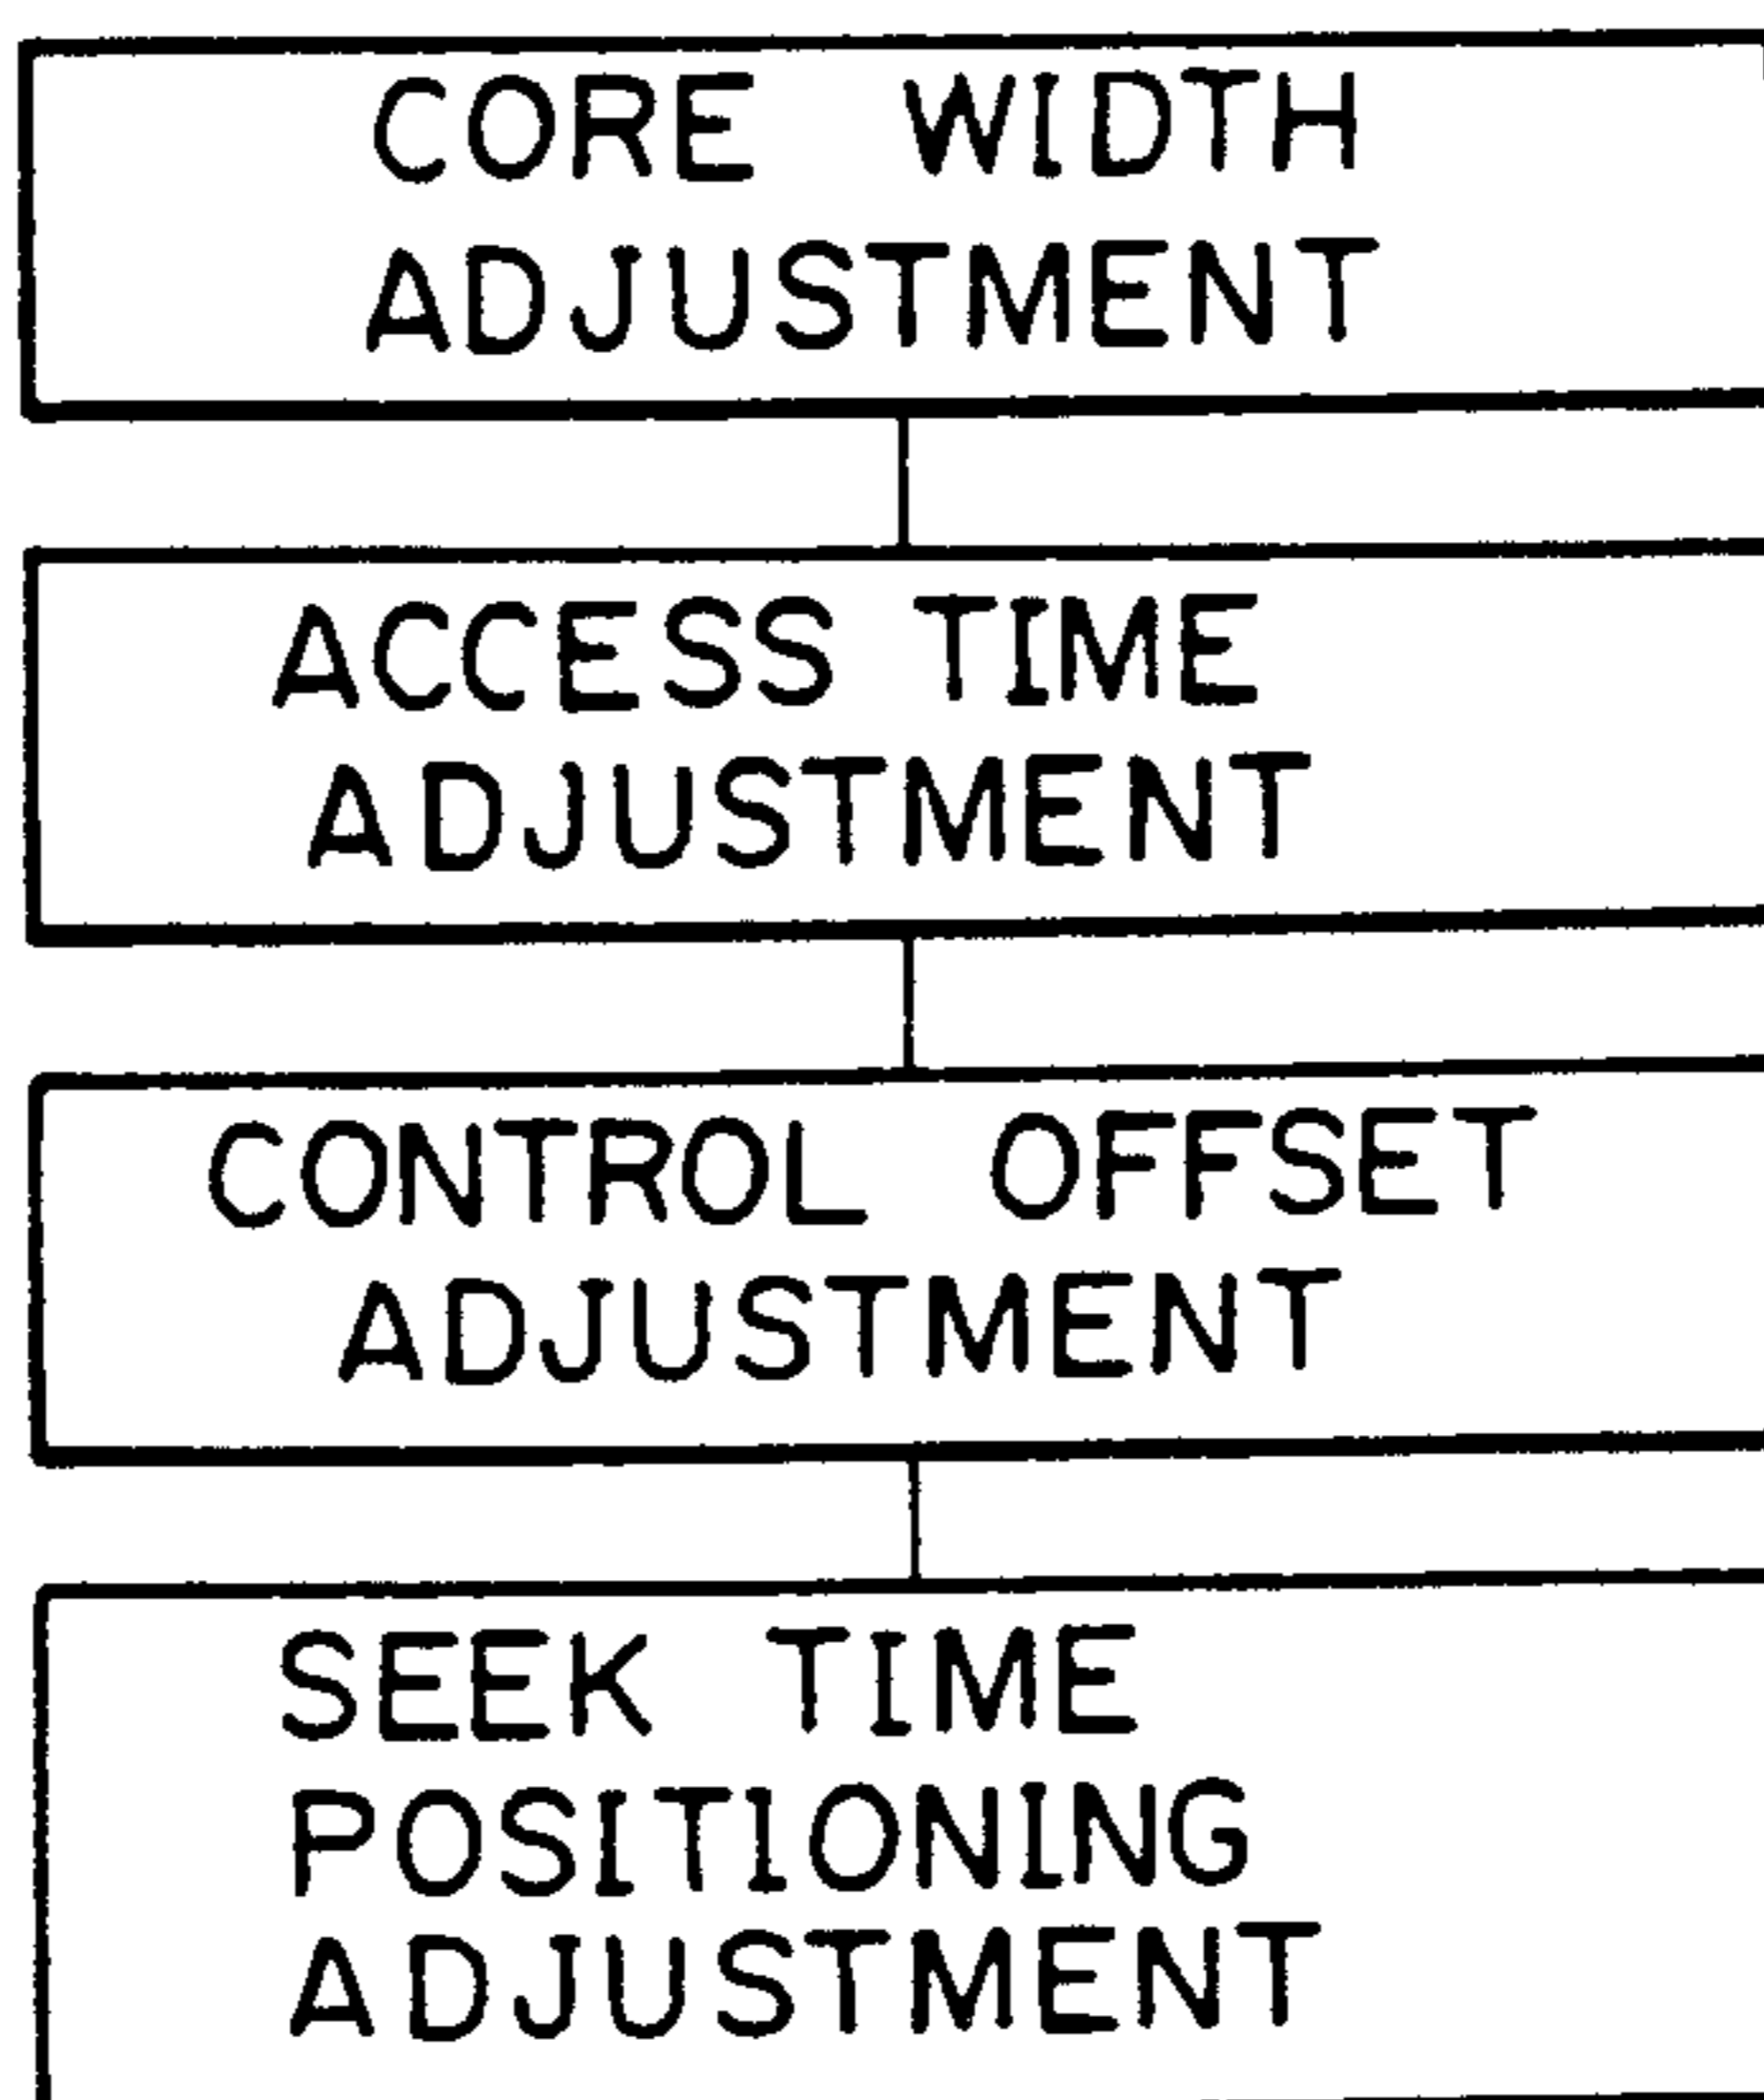 CORE WIDTH
ADJUSTMENT
ACCESS TIME
ADJUSTMENT
CONTROL OFFSET
ADJUSTMENT
SEEK TIME
POSITIONING
ADJUSTMENT